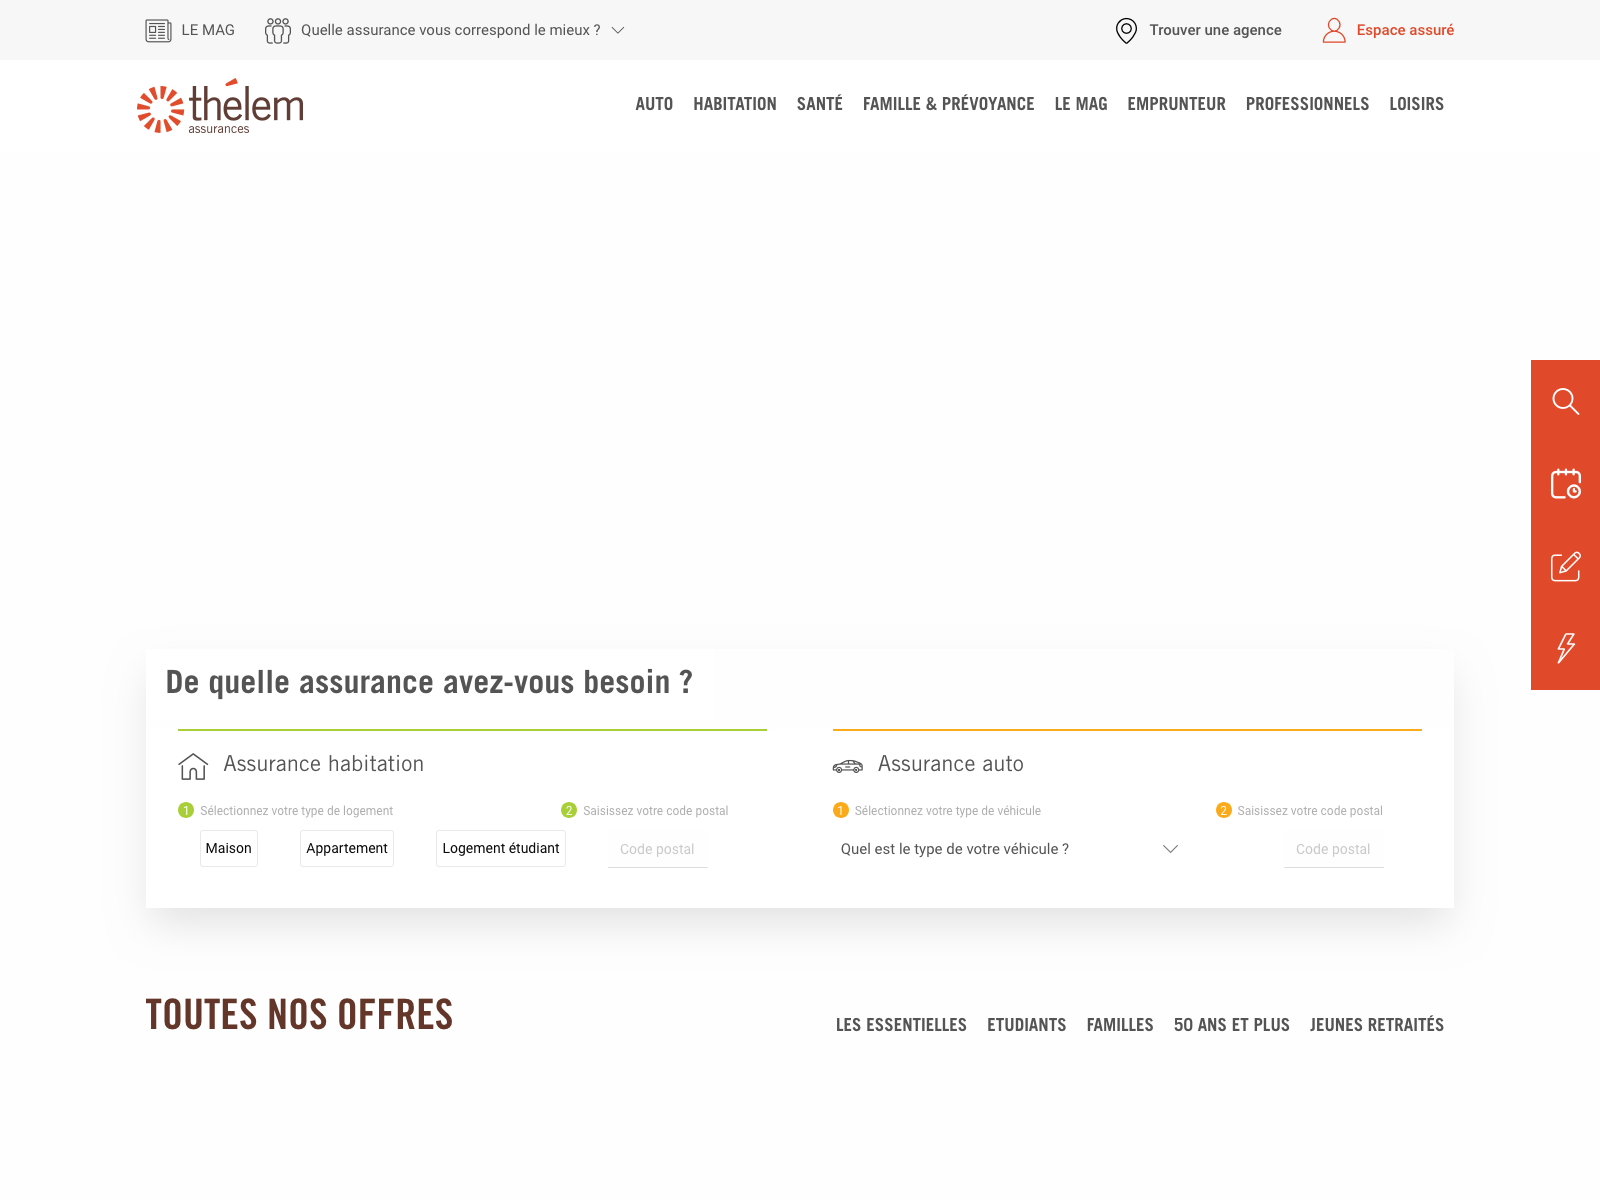 LE MAG
Quelle assurance vous correspond le mieux ?
Trouver une agence
Espace assuré
thélem
assurances
AUTO
HABITATION
SANTÉ
FAMILLE & PRÉVOYANCE
LE MAG
EMPRUNTEUR
PROFESSIONNELS
LOISIRS
De quelle assurance avez-vous besoin ?
Assurance habitation
1 Sélectionnez votre type de logement
2 Saisissez votre code postal
Maison
Appartement
Logement étudiant
Code postal
Assurance auto
1 Sélectionnez votre type de véhicule
2 Saisissez votre code postal
Quel est le type de votre véhicule ?
Code postal
TOUTES NOS OFFRES
LES ESSENTIELLES
ETUDIANTS
FAMILLES
50 ANS ET PLUS
JEUNES RETRAITÉS